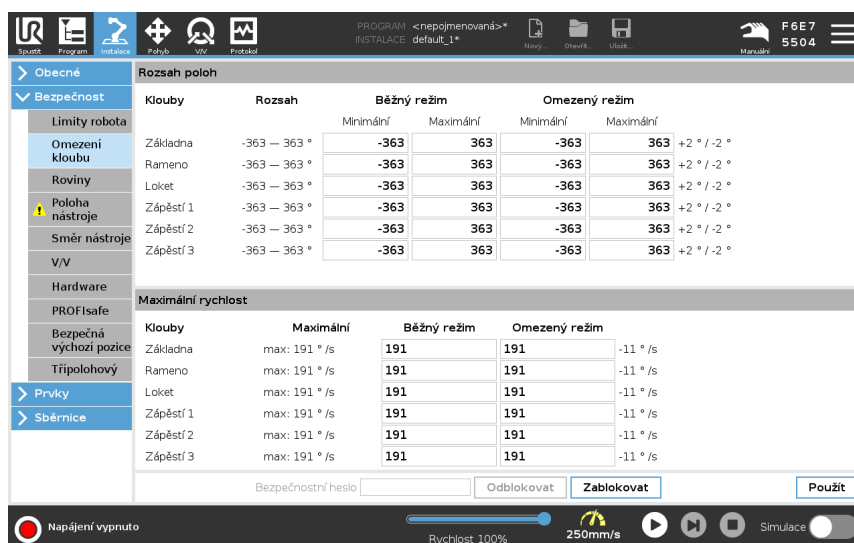 UR PROGRAM <nepojmenovaná>* F6E7
INSTALACE default_1* 5504
Spustit Program Instalace Pohyb V/V Protokol Nový... Otevřít... Uložit... Manuální
Obecné
Bezpečnost
Limity robota
Omezení
kloubu
Roviny
Poloha
nástroje
Směr nástroje
V/V
Hardware
PROFIsafe
Bezpečná
výchozí pozice
Třípolohový
Prvky
Sběrnice
Rozsah poloh
Klouby Rozsah Běžný režim Omezený režim
Minimální Maximální Minimální Maximální
Základna -363 — 363 ° -363 363 -363 363 +2 ° / -2 °
Rameno -363 — 363 ° -363 363 -363 363 +2 ° / -2 °
Loket -363 — 363 ° -363 363 -363 363 +2 ° / -2 °
Zápěstí 1 -363 — 363 ° -363 363 -363 363 +2 ° / -2 °
Zápěstí 2 -363 — 363 ° -363 363 -363 363 +2 ° / -2 °
Zápěstí 3 -363 — 363 ° -363 363 -363 363 +2 ° / -2 °
Maximální rychlost
Klouby Maximální Běžný režim Omezený režim
Základna max: 191 ° /s 191 191 -11 ° /s
Rameno max: 191 ° /s 191 191 -11 ° /s
Loket max: 191 ° /s 191 191 -11 ° /s
Zápěstí 1 max: 191 ° /s 191 191 -11 ° /s
Zápěstí 2 max: 191 ° /s 191 191 -11 ° /s
Zápěstí 3 max: 191 ° /s 191 191 -11 ° /s
Bezpečnostní heslo Odblokovat Zablokovat Použít
Napájení vypnuto Rychlost 100% 250mm/s Simulace